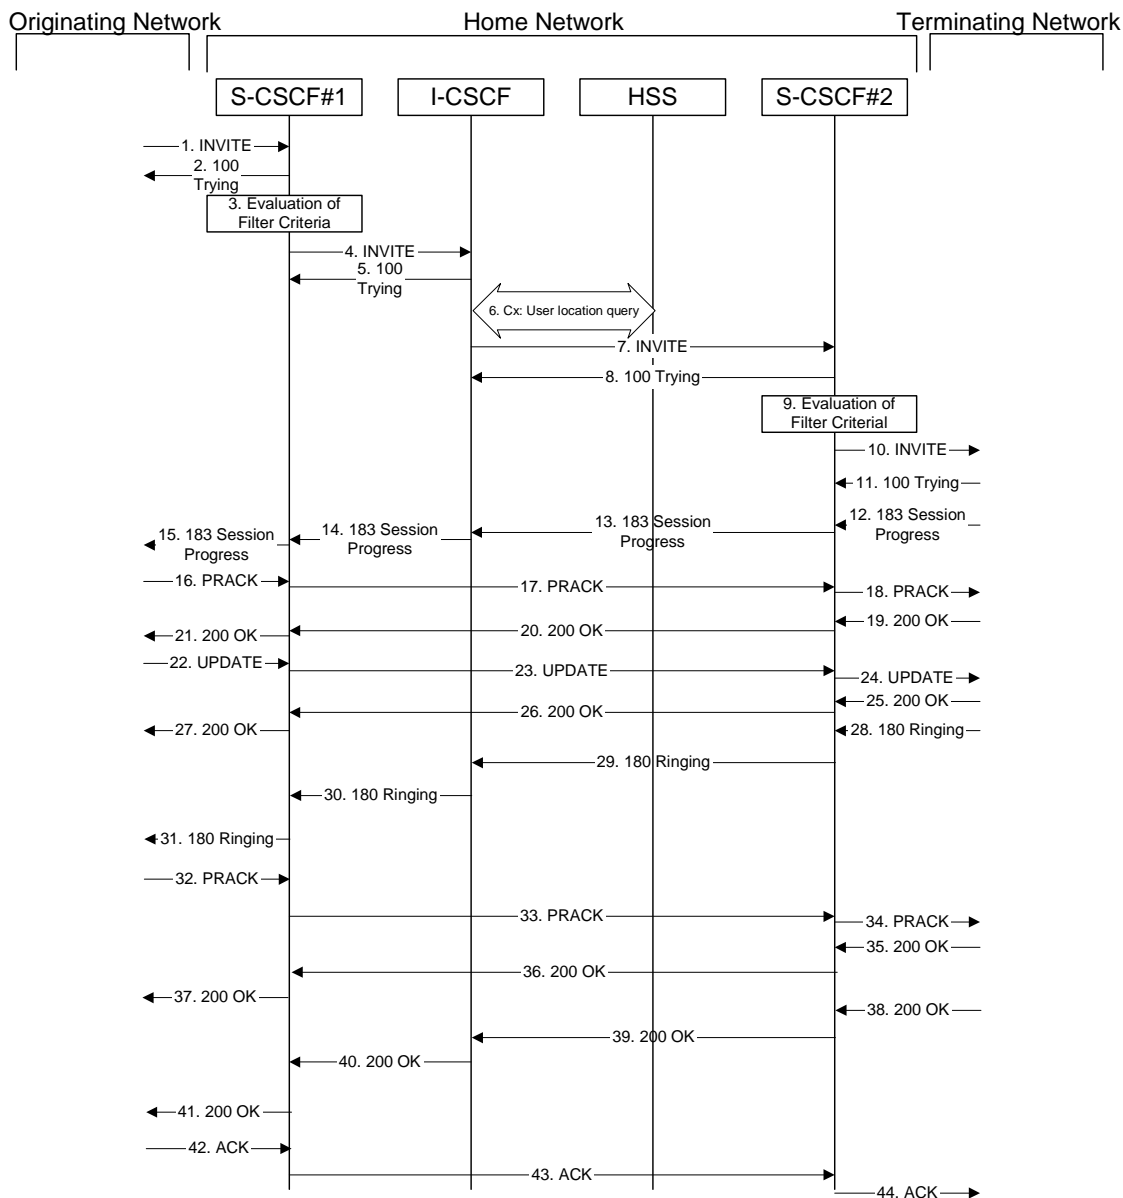 Originating Network
Home Network
Terminating Network
S-CSCF#1
I-CSCF
HSS
S-CSCF#2
1. INVITE
2. 100
Trying
3. Evaluation of
Filter Criteria
4. INVITE
5. 100
Trying
6. Cx: User location query
7. INVITE
8. 100 Trying
9. Evaluation of
Filter Criterial
10. INVITE
11. 100 Trying
12. 183 Session
Progress
13. 183 Session
Progress
14. 183 Session
Progress
15. 183 Session
Progress
16. PRACK
17. PRACK
18. PRACK
19. 200 OK
20. 200 OK
21. 200 OK
22. UPDATE
23. UPDATE
24. UPDATE
25. 200 OK
26. 200 OK
27. 200 OK
28. 180 Ringing
29. 180 Ringing
30. 180 Ringing
31. 180 Ringing
32. PRACK
33. PRACK
34. PRACK
35. 200 OK
36. 200 OK
37. 200 OK
38. 200 OK
39. 200 OK
40. 200 OK
41. 200 OK
42. ACK
43. ACK
44. ACK